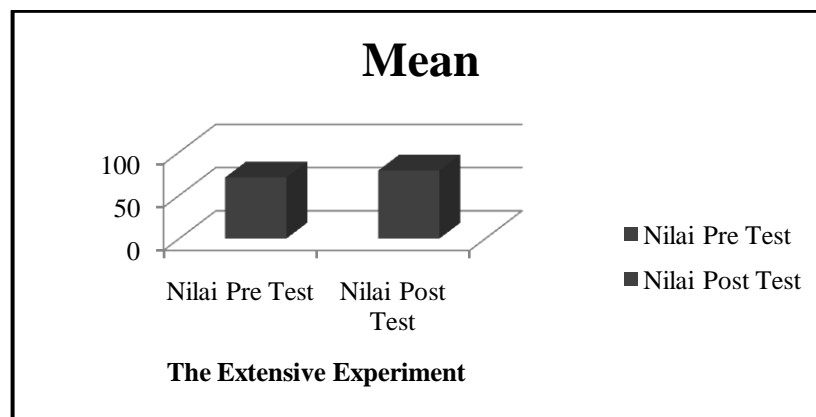 Mean
100
50
0
Nilai Pre Test
Nilai Post
Test
Nilai Pre Test
Nilai Post Test
The Extensive Experiment